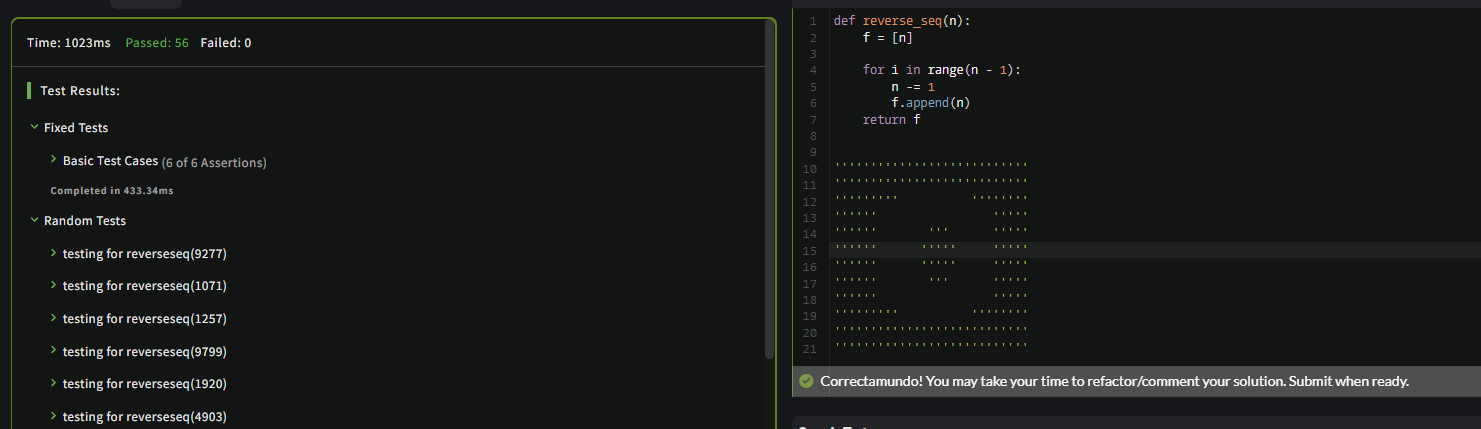 Time: 1023ms Passed: 56 Failed: 0
Test Results:
Fixed Tests
Basic Test Cases (6 of 6 Assertions)
Completed in 433.34ms
Random Tests
testing for reverseseq(9277)
testing for reverseseq(1071)
testing for reverseseq(1257)
testing for reverseseq(9799)
testing for reverseseq(1920)
testing for reverseseq(4903)
1 def reverse_seq(n):
2     f = [n]
3
4     for i in range(n - 1):
5         n -= 1
6         f.append(n)
7     return f
8
9
10 '''''''''''''''''''''''''''
11 '''''''''''''''''''''''''''
12 '''''''''          ''''''''
13 ''''''                '''''
14 ''''''       '''      '''''
15 ''''''      '''''     '''''
16 ''''''      '''''     '''''
17 ''''''       '''      '''''
18 ''''''                '''''
19 '''''''''          ''''''''
20 '''''''''''''''''''''''''''
21 '''''''''''''''''''''''''''
Correctamundo! You may take your time to refactor/comment your solution. Submit when ready.